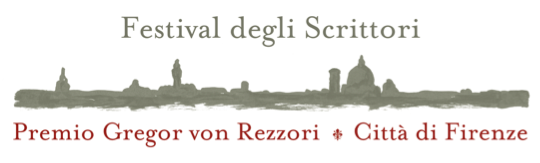 Festival degli Scrittori
Premio Gregor von Rezzori ⚜ Città di Firenze